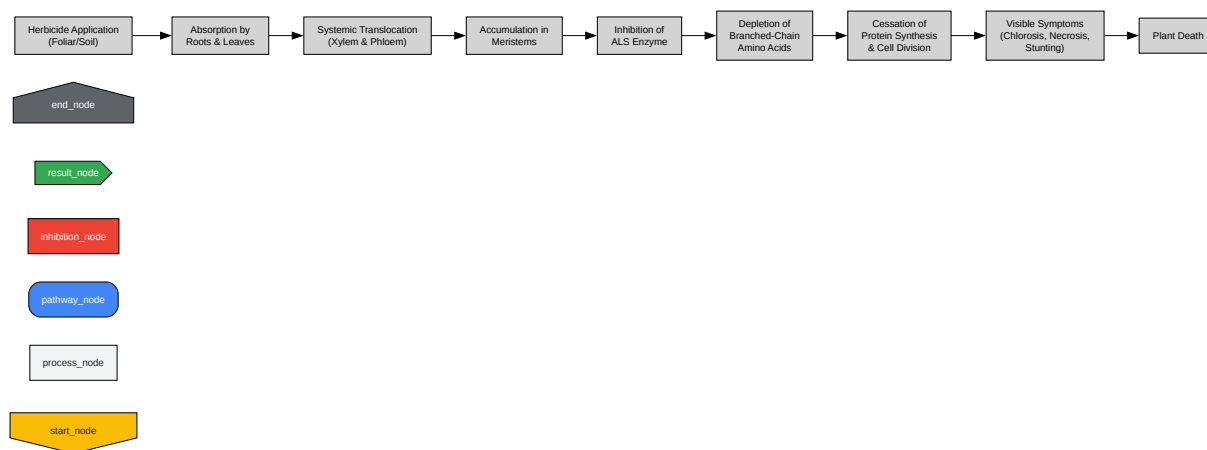 Herbicide Application
(Foliar/Soil)
Absorption by
Roots & Leaves
Systemic Translocation
(Xylem & Phloem)
Accumulation in
Meristems
Inhibition of
ALS Enzyme
Depletion of
Branched-Chain
Amino Acids
Cessation of
Protein Synthesis
& Cell Division
Visible Symptoms
(Chlorosis, Necrosis,
Stunting)
Plant Death
end_node
result_node
inhibition_node
pathway_node
process_node
start_node